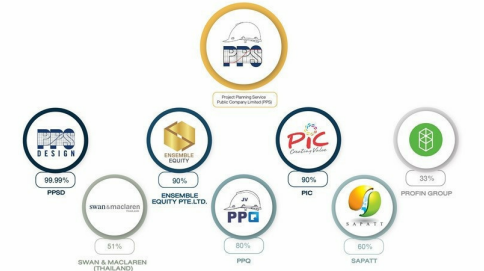 PPS
Project Planning Service
Public Company Limited (PPS)
PPS
DESIGN
99.99%
PPSD
ENSEMBLE
EQUITY
90%
ENSEMBLE
EQUITY PTE.LTD.
PiC
Creating Value
90%
PIC
33%
PROFIN GROUP
swan&maclaren
51%
SWAN & MACLAREN
(THAILAND)
JV
PPQ
80%
PPQ
SAPATT
60%
SAPATT